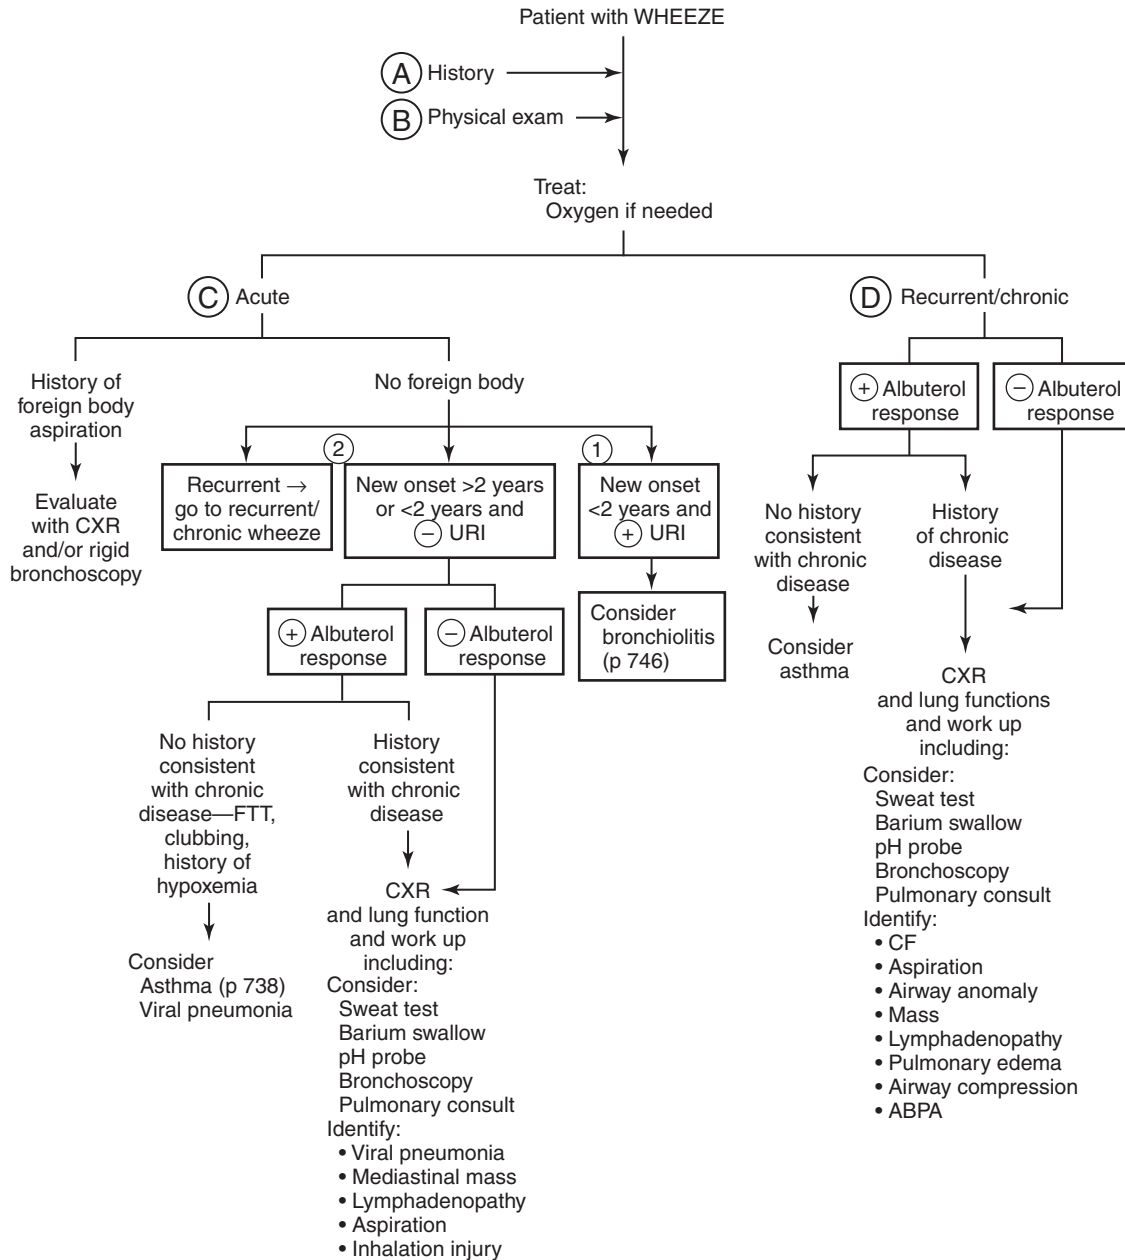 Patient with WHEEZE
A History
B Physical exam
Treat:
Oxygen if needed
C Acute
D Recurrent/chronic
History of
foreign body
aspiration
Evaluate
with CXR
and/or rigid
bronchoscopy
No foreign body
Recurrent →
go to recurrent/
chronic wheeze
2
New onset >2 years
or <2 years and
− URI
1
New onset
<2 years and
+ URI
Consider
bronchiolitis
(p 746)
+ Albuterol
response
− Albuterol
response
No history
consistent
with chronic
disease—FTT,
clubbing,
history of
hypoxemia
Consider
Asthma (p 738)
Viral pneumonia
History
consistent
with chronic
disease
CXR
and lung function
and work up
including:
Consider:
Sweat test
Barium swallow
pH probe
Bronchoscopy
Pulmonary consult
Identify:
• Viral pneumonia
• Mediastinal mass
• Lymphadenopathy
• Aspiration
• Inhalation injury
+ Albuterol
response
− Albuterol
response
No history
consistent
with chronic
disease
Consider
asthma
History
of chronic
disease
CXR
and lung functions
and work up
including:
Consider:
Sweat test
Barium swallow
pH probe
Bronchoscopy
Pulmonary consult
Identify:
• CF
• Aspiration
• Airway anomaly
• Mass
• Lymphadenopathy
• Pulmonary edema
• Airway compression
• ABPA